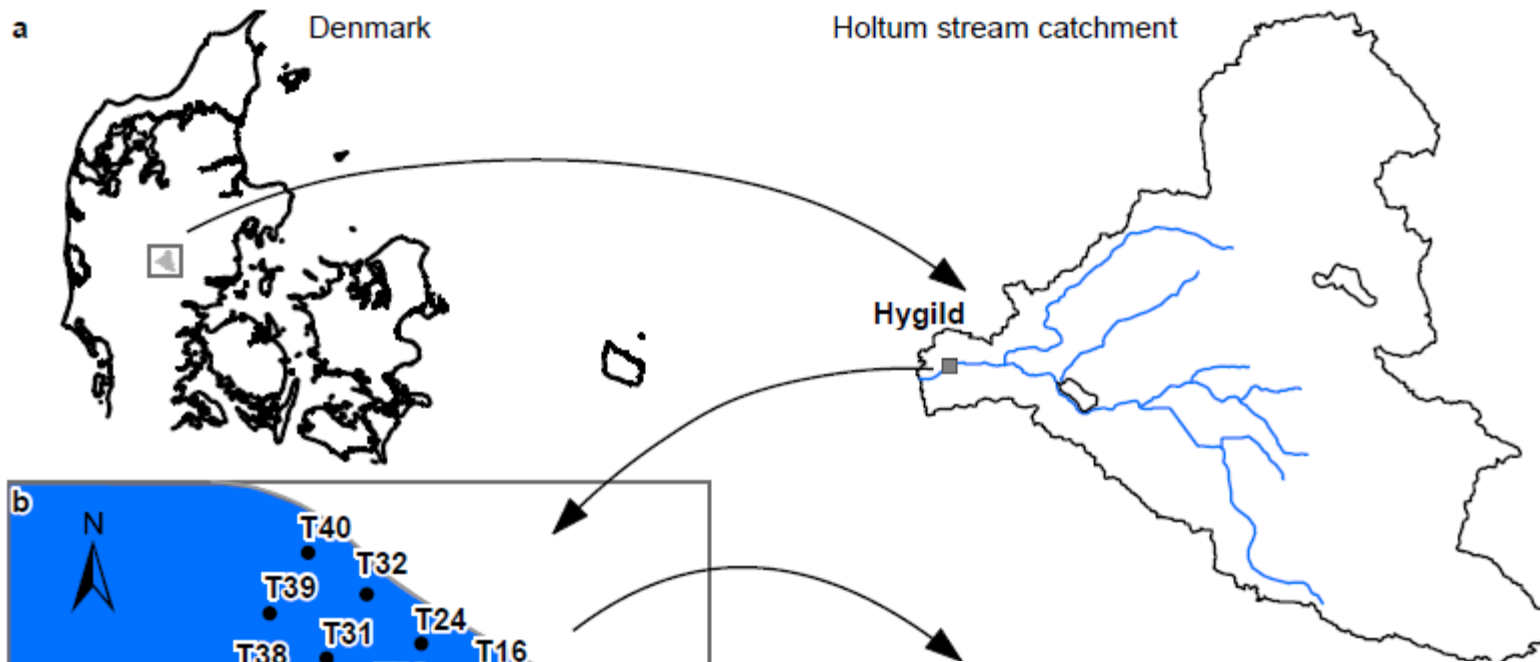 a
Denmark
Holtum stream catchment
Hygild
b
N
T40
T32
T39
T31
T24
T38
T16